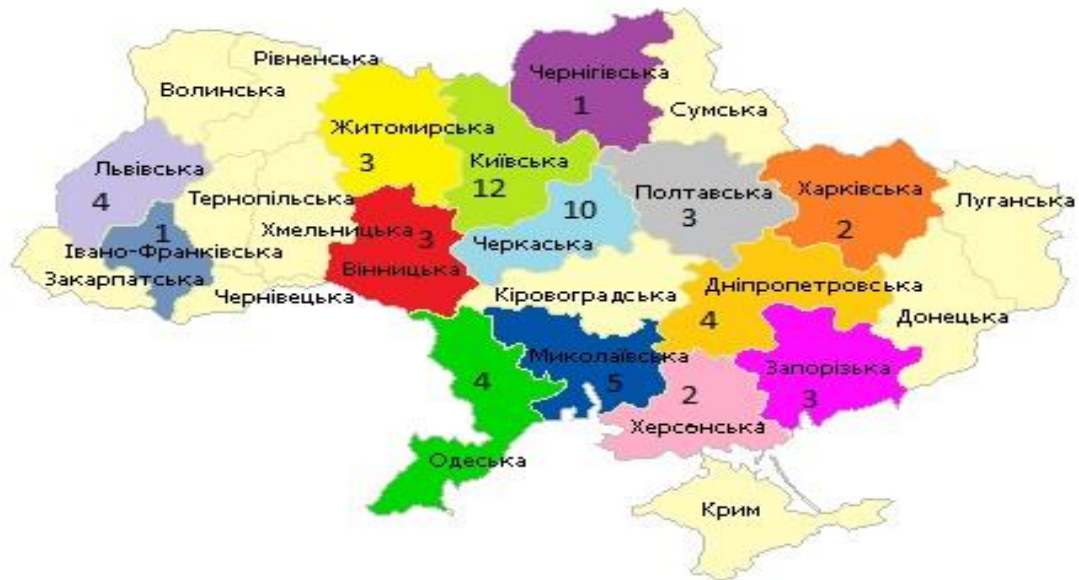 Рівненська
Волинська
Чернігівська
1
Сумська
Житомирська
3
Київська
12
Львівська
4
Тернопільська
Хмельницька
3
Вінницька
10
Черкаська
Полтавська
3
Харківська
2
Луганська
1
Івано-Франківська
Закарпатська
Чернівецька
Кіровоградська
Дніпропетровська
4
Донецька
Миколаївська
5
4
Одеська
2
Херсонська
Запорізька
3
Крим